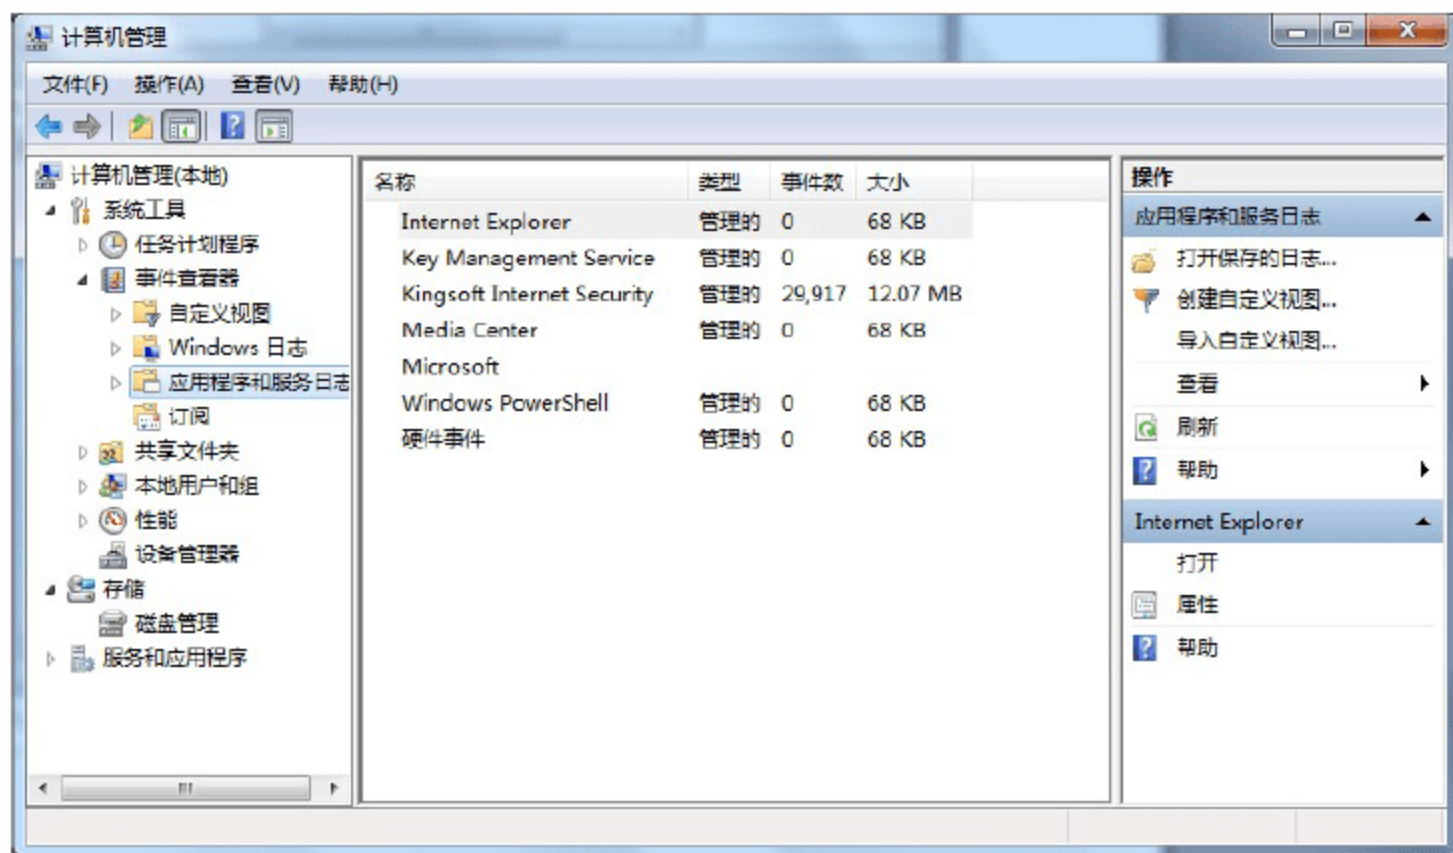 计算机管理
文件(F) 操作(A) 查看(V) 帮助(H)
计算机管理(本地)
系统工具
任务计划程序
事件查看器
自定义视图
Windows 日志
应用程序和服务日志
订阅
共享文件夹
本地用户和组
性能
设备管理器
存储
磁盘管理
服务和应用程序
名称 类型 事件数 大小
Internet Explorer 管理的 0 68 KB
Key Management Service 管理的 0 68 KB
Kingsoft Internet Security 管理的 29,917 12.07 MB
Media Center 管理的 0 68 KB
Microsoft
Windows PowerShell 管理的 0 68 KB
硬件事件 管理的 0 68 KB
操作
应用程序和服务日志
打开保存的日志...
创建自定义视图...
导入自定义视图...
查看
刷新
帮助
Internet Explorer
打开
属性
帮助